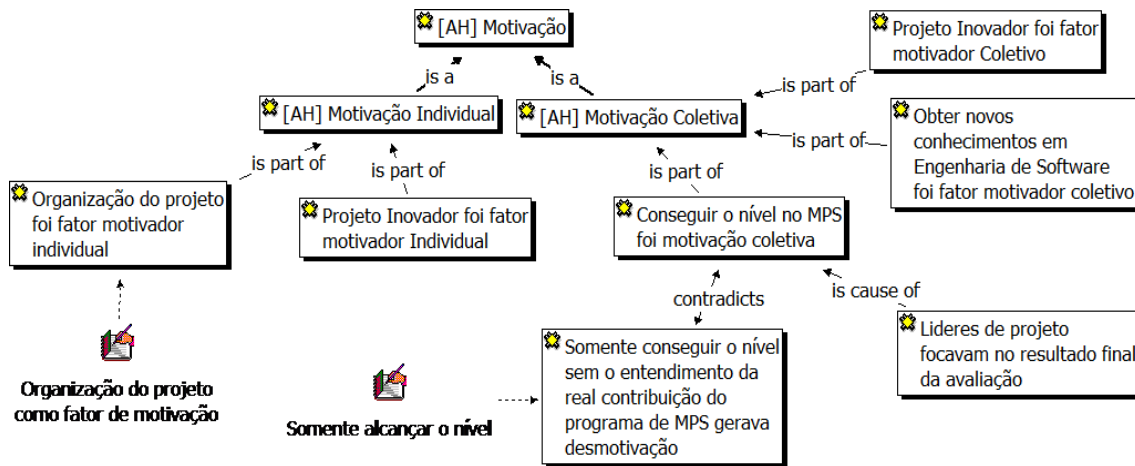 [AH] Motivação
Projeto Inovador foi fator
motivador Coletivo
is a
is a
is part of
[AH] Motivação Individual
[AH] Motivação Coletiva
is part of
Obter novos
conhecimentos em
Engenharia de Software
foi fator motivador coletivo
is part of
is part of
is part of
Organização do projeto
foi fator motivador
individual
Projeto Inovador foi fator
motivador Individual
Conseguir o nível no MPS
foi motivação coletiva
contradicts
is cause of
Lideres de projeto
focavam no resultado final
da avaliação
Somente conseguir o nível
sem o entendimento da
real contribuição do
programa de MPS gerava
desmotivação
Organização do projeto
como fator de motivação
Somente alcançar o nível